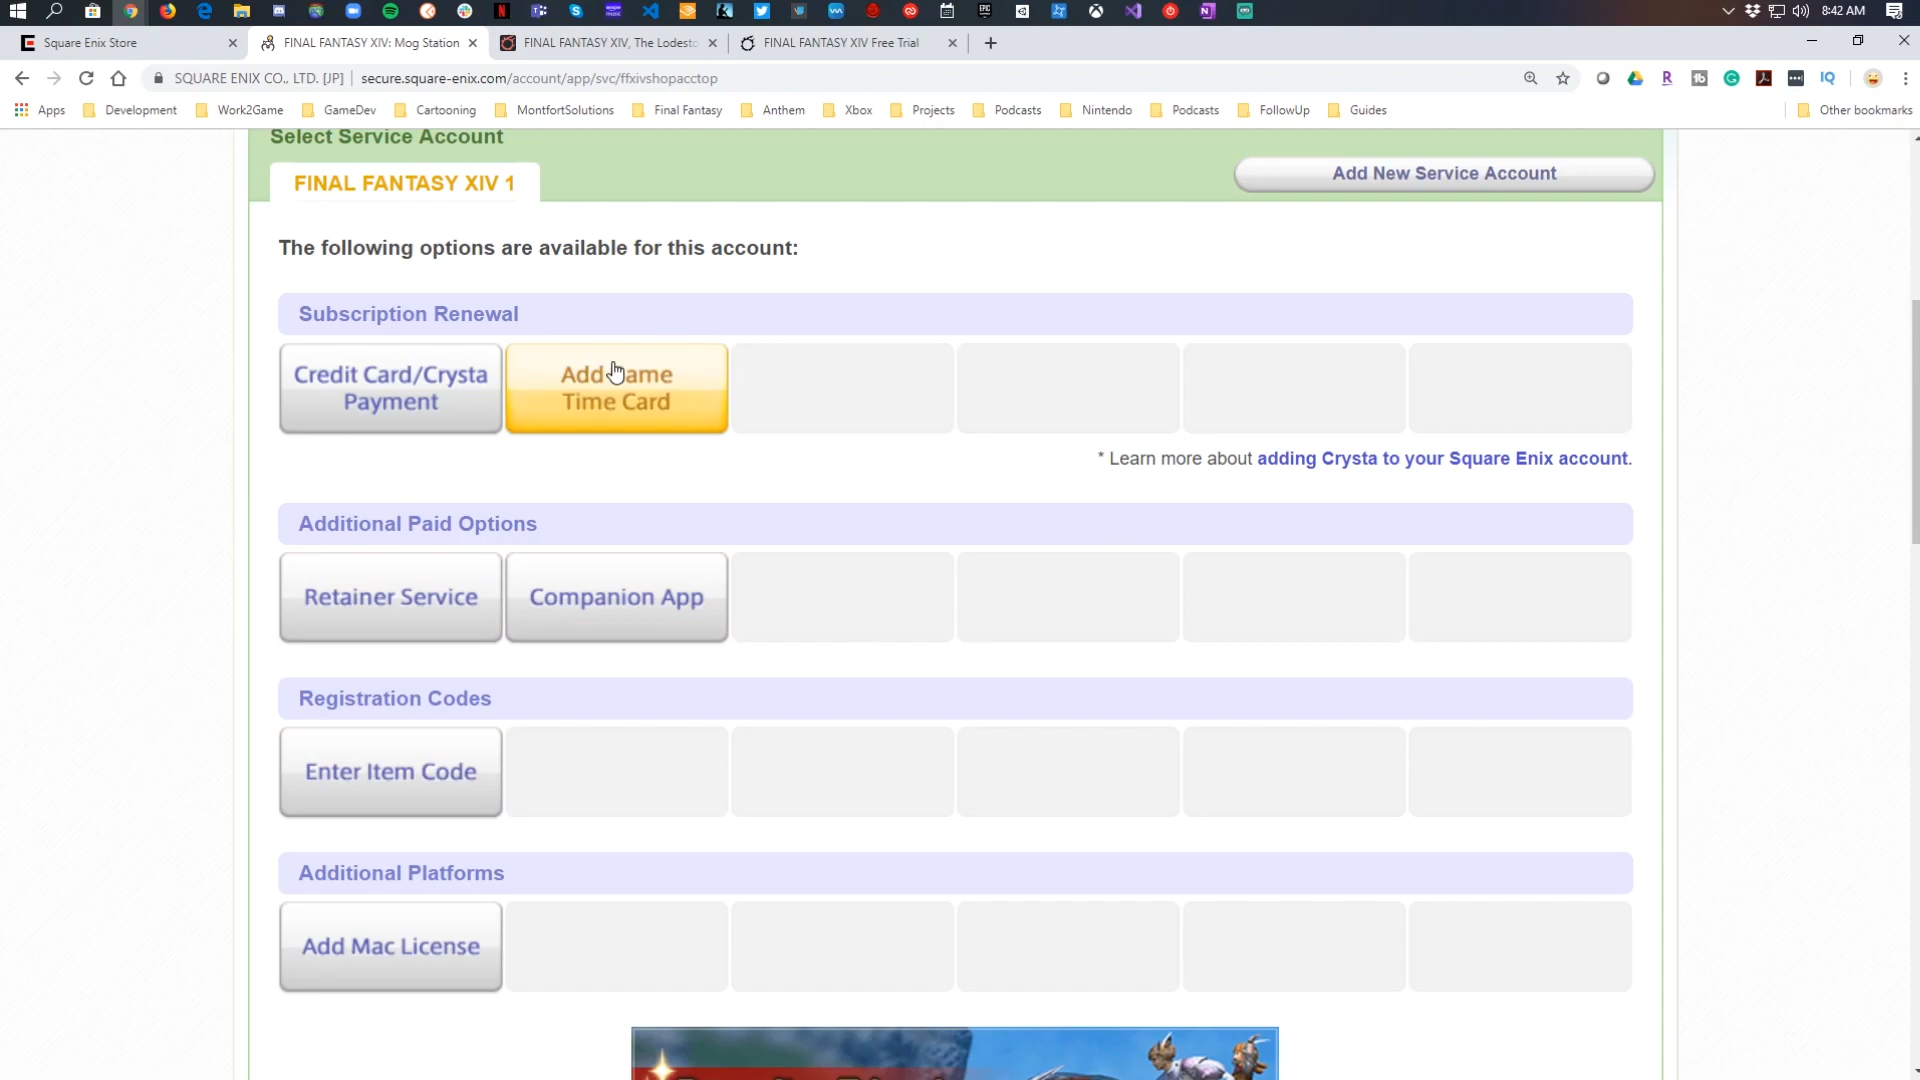 8:42 AM
Square Enix Store
FINAL FANTASY XIV: Mog Station
FINAL FANTASY XIV, The Lodest
FINAL FANTASY XIV Free Trial
SQUARE ENIX CO., LTD. [JP] | secure.square-enix.com/account/app/svc/ffxivshopacctop
Apps Development Work2Game GameDev Cartooning MontfortSolutions Final Fantasy Anthem Xbox Projects Podcasts Nintendo Podcasts FollowUp Guides Other bookmarks
Select Service Account
FINAL FANTASY XIV 1
Add New Service Account
The following options are available for this account:
Subscription Renewal
Credit Card/Crysta
Payment
Add ame
Time Card
* Learn more about adding Crysta to your Square Enix account.
Additional Paid Options
Retainer Service
Companion App
Registration Codes
Enter Item Code
Additional Platforms
Add Mac License